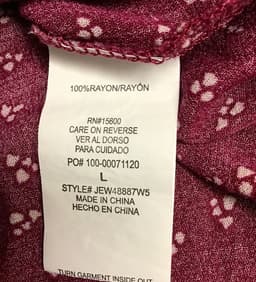 100%RAYON/RAYÓN
RN#15600
CARE ON REVERSE
VER AL DORSO
PARA CUIDADO
PO# 100-00071120
L
STYLE# JEW48887W5
MADE IN CHINA
HECHO EN CHINA
TURN GARMENT INSIDE OUT